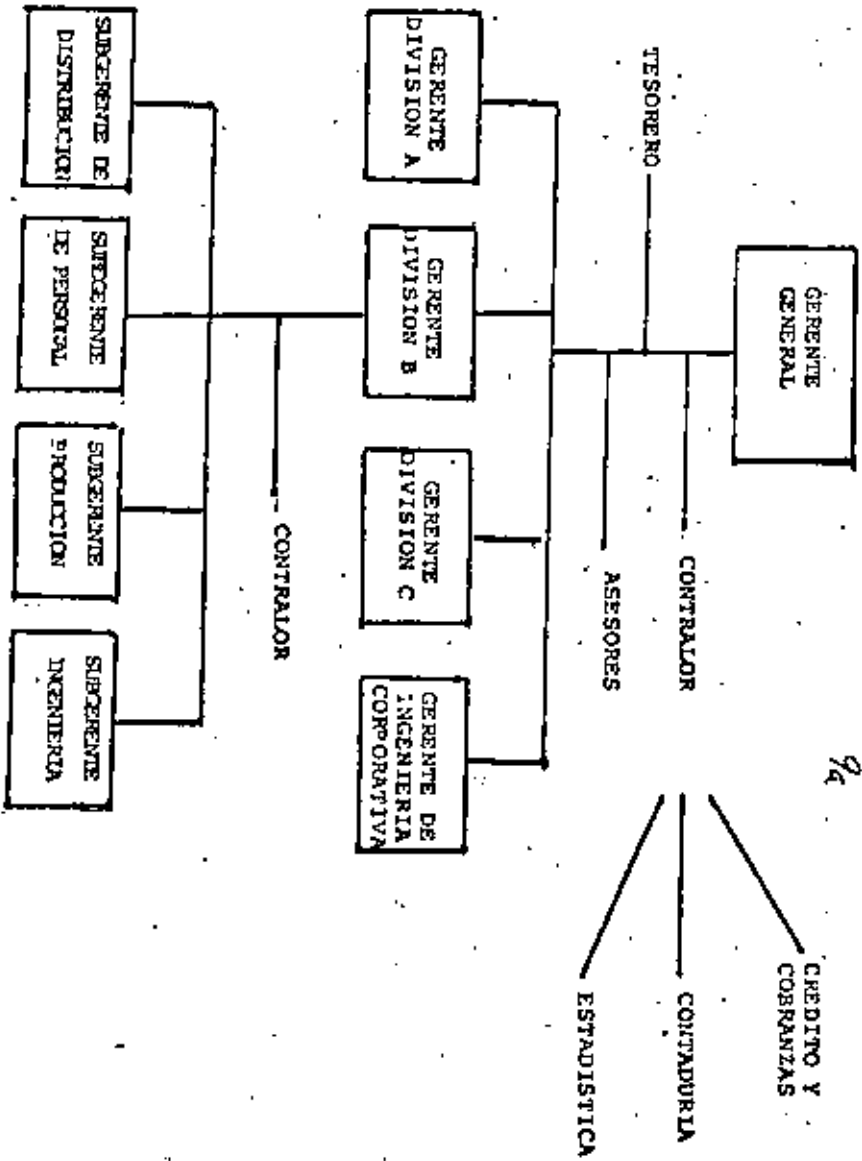 GERENTE
GENERAL
CONTRALOR
CREDITO Y
COBRANZAS
CONTADURIA
ESTADISTICA
TESORERO
ASESORES
GERENTE
DIVISION A
GERENTE
DIVISION B
GERENTE
DIVISION C
GERENTE DE
INGENIERIA
CORPORATIVA
CONTRALOR
SUBGERENTE DE
DISTRIBUCION
SUBGERENTE
DE PERSONAL
SUBGERENTE
PRODUCCION
SUBGERENTE
INGENIERIA